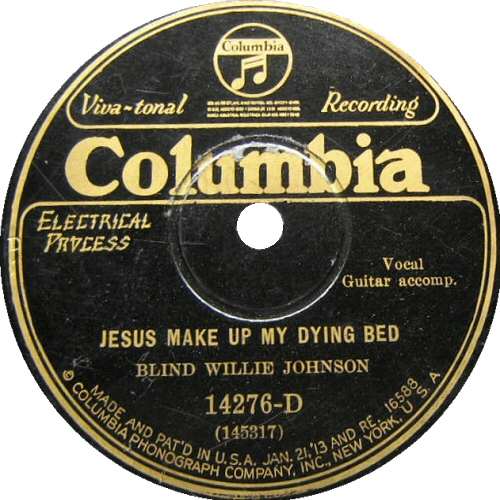 Columbia
Viva-tonal Recording
Columbia
ELECTRICAL
PROCESS
Vocal
Guitar accomp.
JESUS MAKE UP MY DYING BED
BLIND WILLIE JOHNSON
14276-D
(145317)
MADE AND PAT'D IN U.S.A. JAN. 21,'13 AND RE. 16588
© COLUMBIA PHONOGRAPH COMPANY, INC., NEW YORK, U.S.A